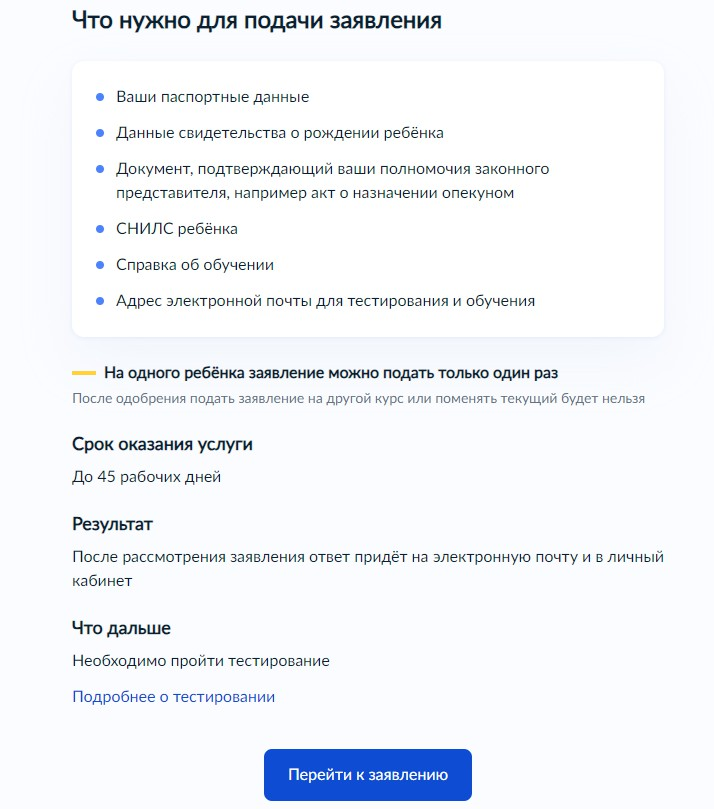 Что нужно для подачи заявления
Ваши паспортные данные
Данные свидетельства о рождении ребёнка
Документ, подтверждающий ваши полномочия законного
представителя, например акт о назначении опекуном
СНИЛС ребёнка
Справка об обучении
Адрес электронной почты для тестирования и обучения
На одного ребёнка заявление можно подать только один раз
После одобрения подать заявление на другой курс или поменять текущий будет нельзя
Срок оказания услуги
До 45 рабочих дней
Результат
После рассмотрения заявления ответ придёт на электронную почту и в личный
кабинет
Что дальше
Необходимо пройти тестирование
Подробнее о тестировании
Перейти к заявлению